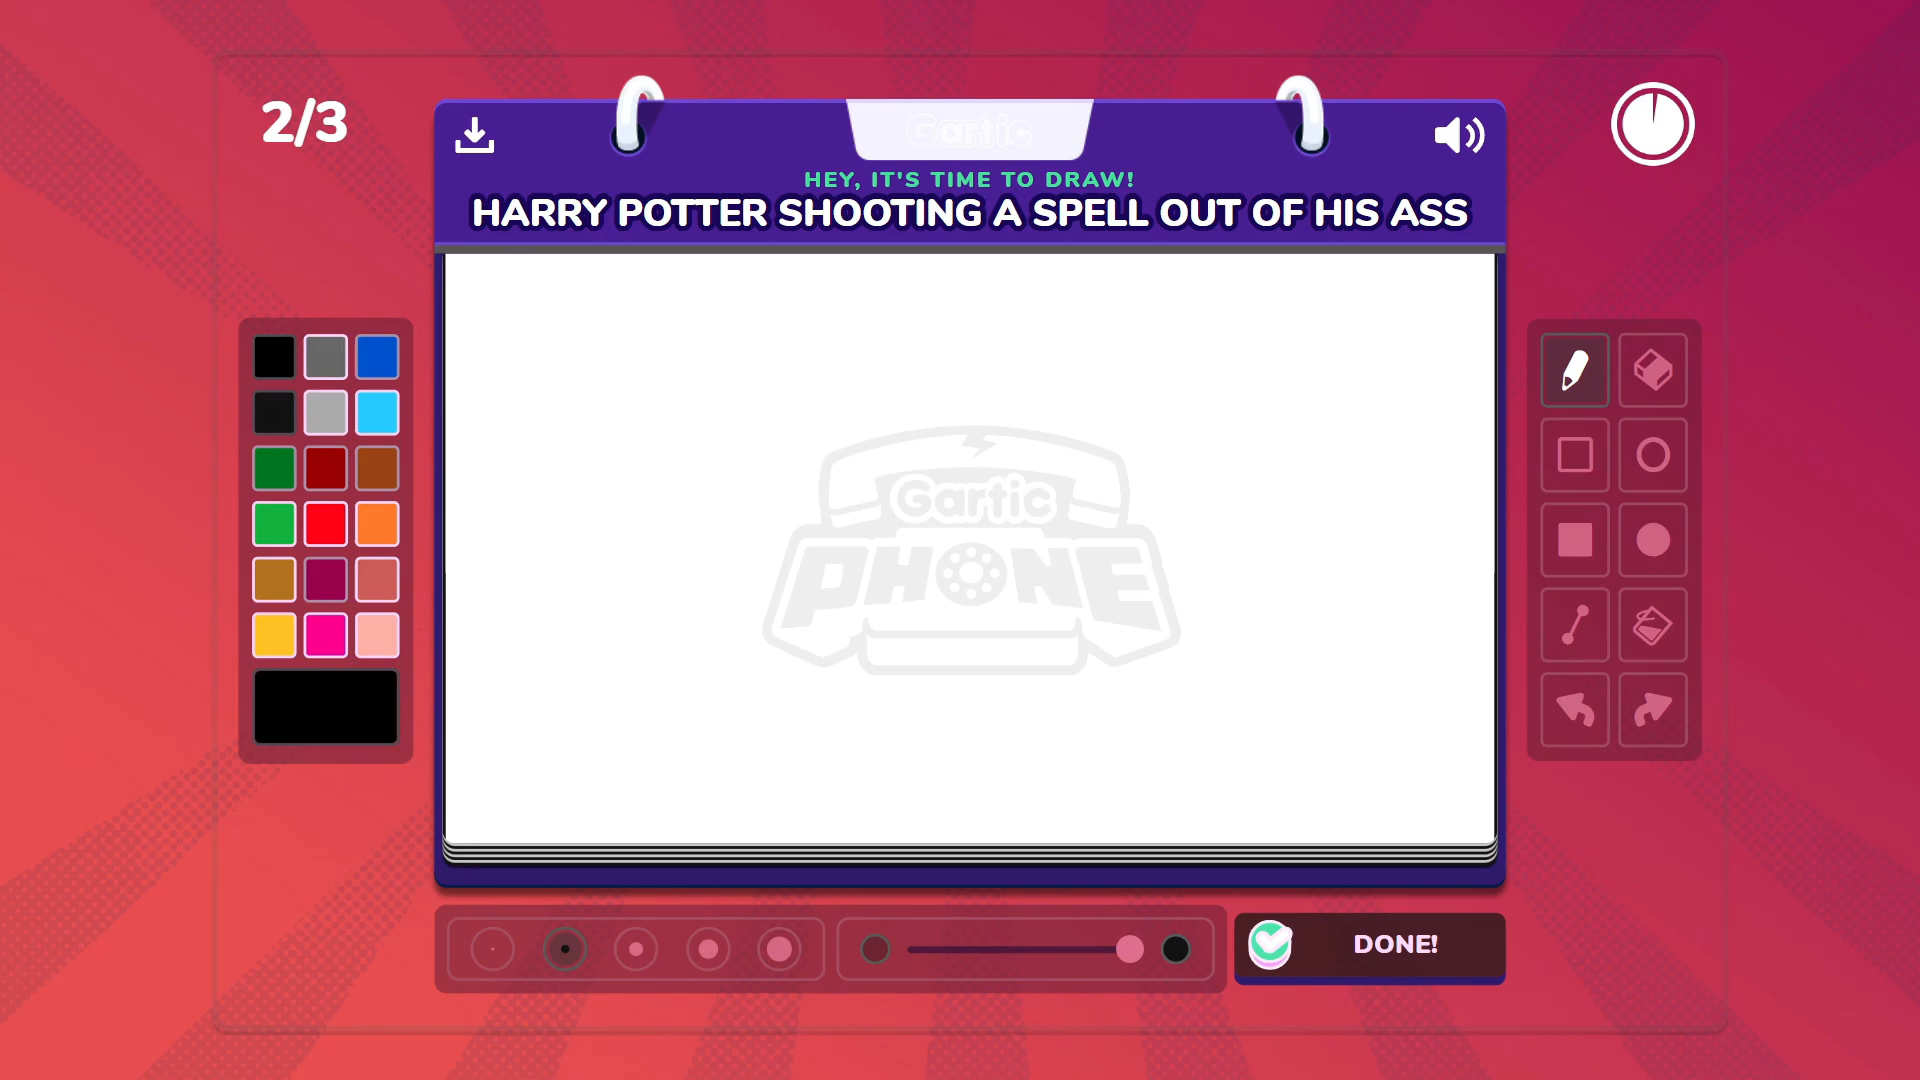 2/3
Gartic
HEY, IT'S TIME TO DRAW!
HARRY POTTER SHOOTING A SPELL OUT OF HIS ASS
Gartic
PHONE
DONE!